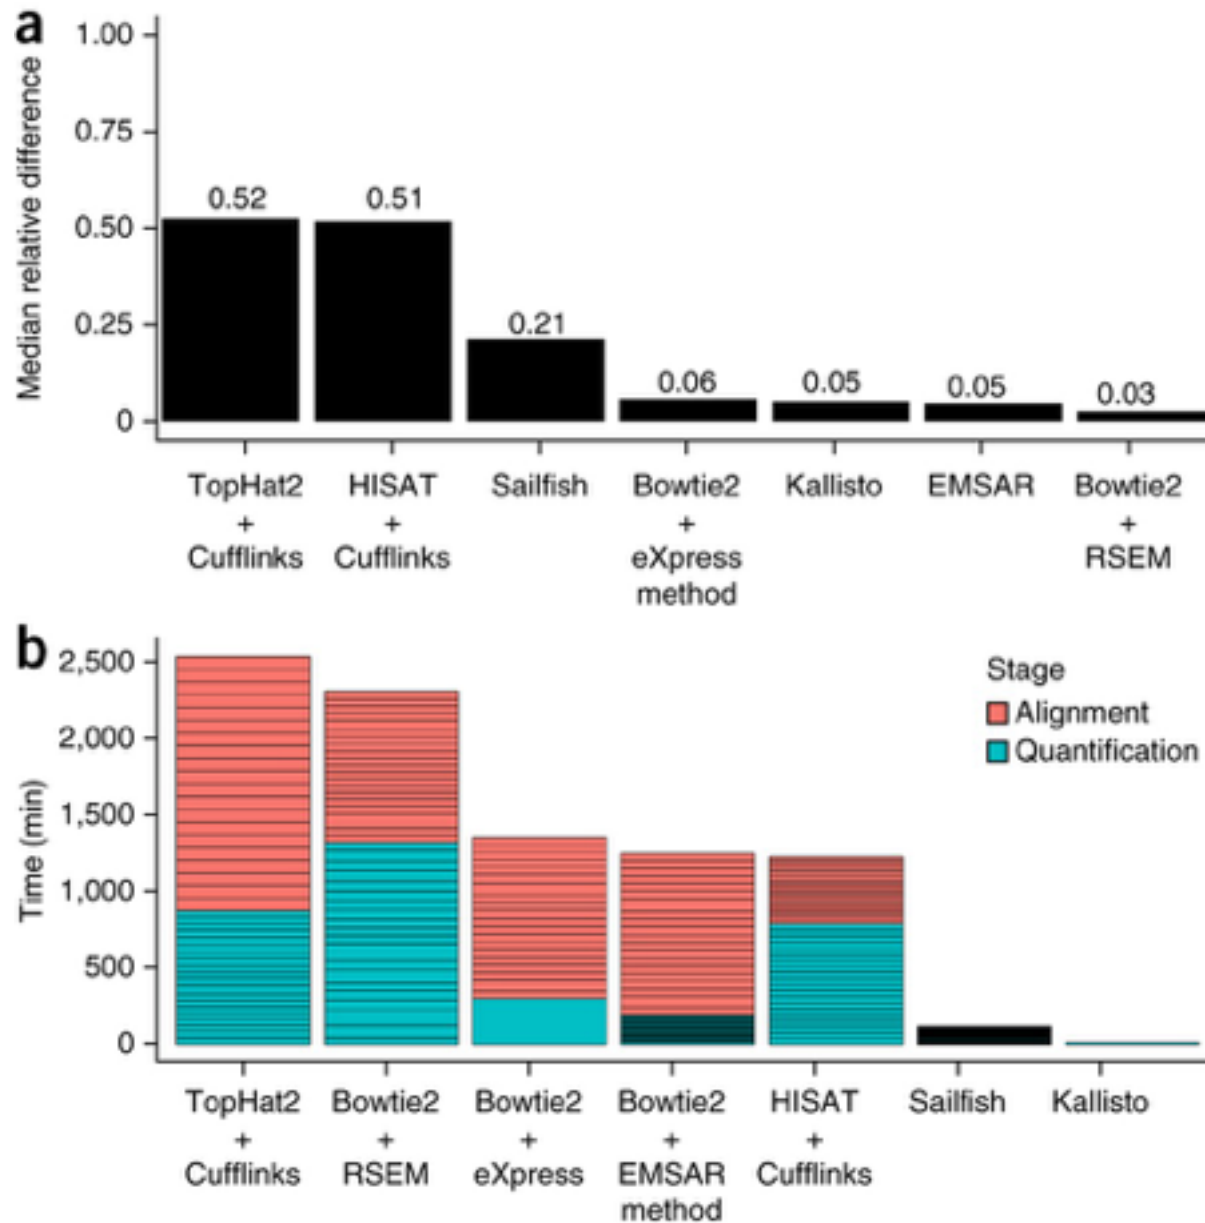 a
Median relative difference
1.00
0.75
0.50
0.25
0
0.52
0.51
0.21
0.06
0.05
0.05
0.03
TopHat2
+
Cufflinks
HISAT
+
Cufflinks
Sailfish
Bowtie2
+
eXpress
method
Kallisto
EMSAR
Bowtie2
+
RSEM
b
Time (min)
2,500
2,000
1,500
1,000
500
0
Stage
Alignment
Quantification
TopHat2
+
Cufflinks
Bowtie2
+
RSEM
Bowtie2
+
eXpress
Bowtie2
+
EMSAR
method
HISAT
+
Cufflinks
Sailfish
Kallisto